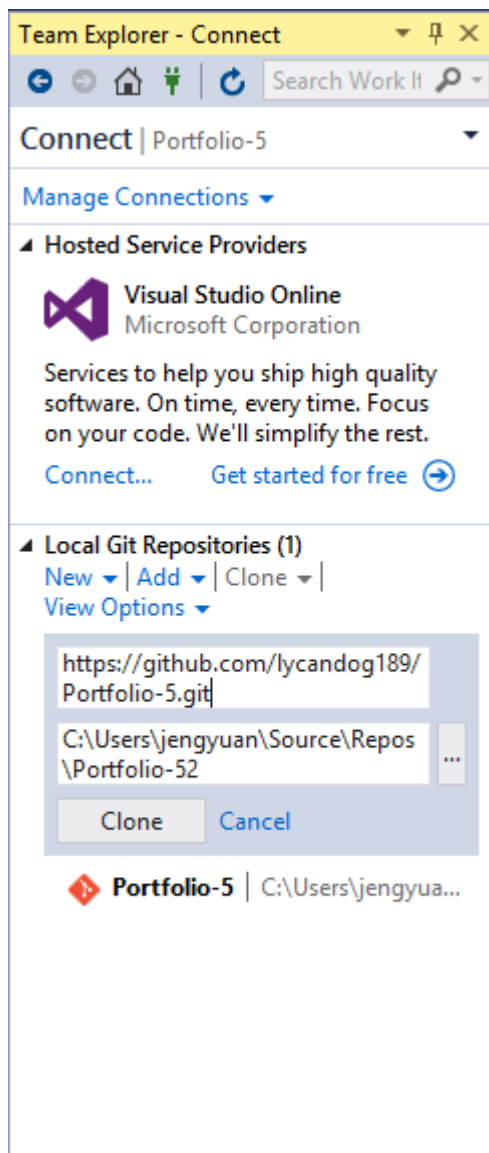 Team Explorer - Connect
Search Work It
Connect | Portfolio-5
Manage Connections
Hosted Service Providers
Visual Studio Online
Microsoft Corporation
Services to help you ship high quality
software. On time, every time. Focus
on your code. We'll simplify the rest.
Connect... Get started for free
Local Git Repositories (1)
New | Add | Clone |
View Options
https://github.com/lycandog189/
Portfolio-5.git
C:\Users\jengyuan\Source\Repos
\Portfolio-52
...
Clone Cancel
Portfolio-5 | C:\Users\jengyua...